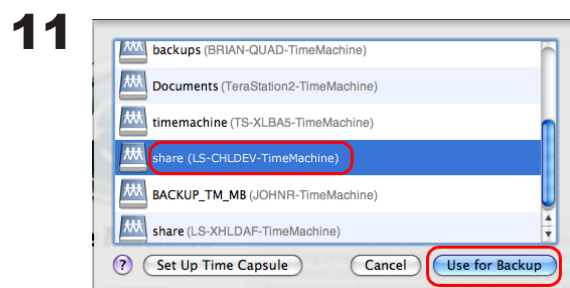 11
backups (BRIAN-QUAD-TimeMachine)
Documents (TeraStation2-TimeMachine)
timemachine (TS-XLBA5-TimeMachine)
share (LS-CHLDEV-TimeMachine)
BACKUP_TM_MB (JOHNR-TimeMachine)
share (LS-XHLDAF-TimeMachine)
? Set Up Time Capsule Cancel Use for Backup